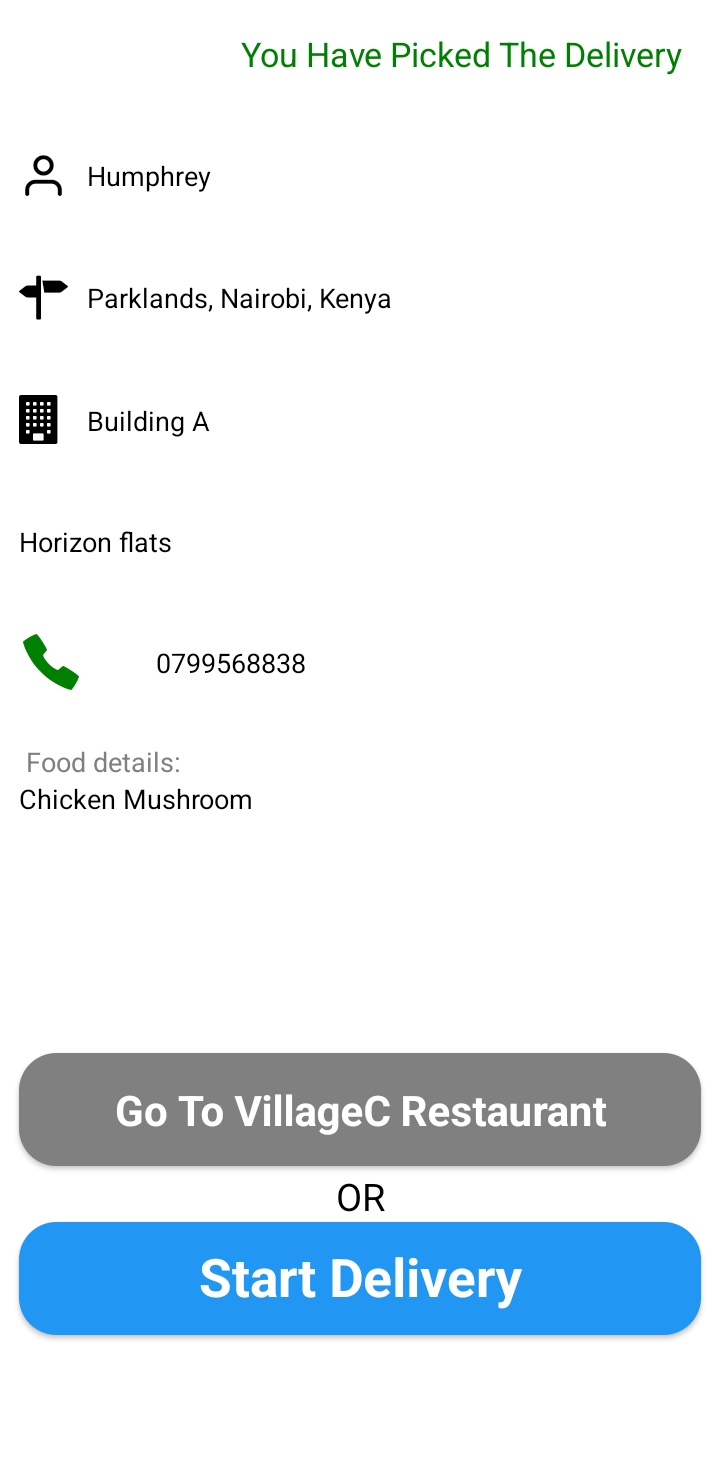 You Have Picked The Delivery
Humphrey
Parklands, Nairobi, Kenya
Building A
Horizon flats
0799568838
Food details:
Chicken Mushroom
Go To VillageC Restaurant
OR
Start Delivery